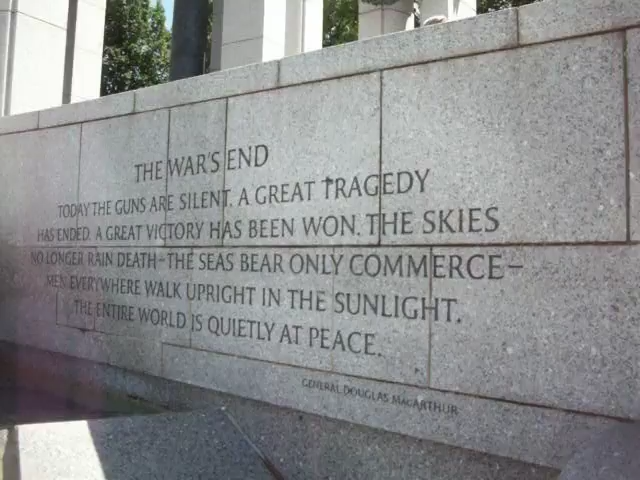 THE WAR'S END
TODAY THE GUNS ARE SILENT. A GREAT TRAGEDY
HAS ENDED. A GREAT VICTORY HAS BEEN WON. THE SKIES
NO LONGER RAIN DEATH - THE SEAS BEAR ONLY COMMERCE -
MEN EVERYWHERE WALK UPRIGHT IN THE SUNLIGHT.
THE ENTIRE WORLD IS QUIETLY AT PEACE.
GENERAL DOUGLAS MACARTHUR